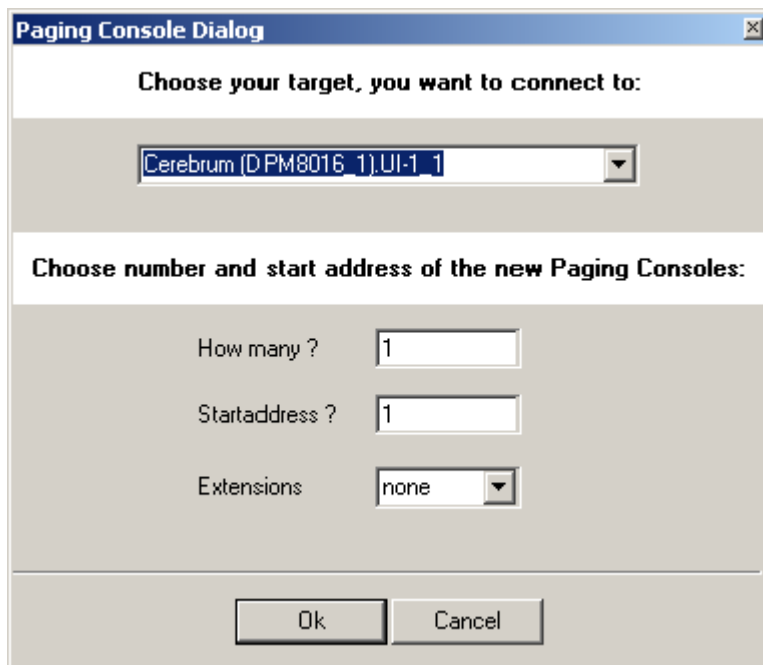 Paging Console Dialog
Choose your target, you want to connect to:
Cerebrum (DPM8016_1).UI-1_1
Choose number and start address of the new Paging Consoles:
How many ? 1
Startaddress ? 1
Extensions none
Ok Cancel